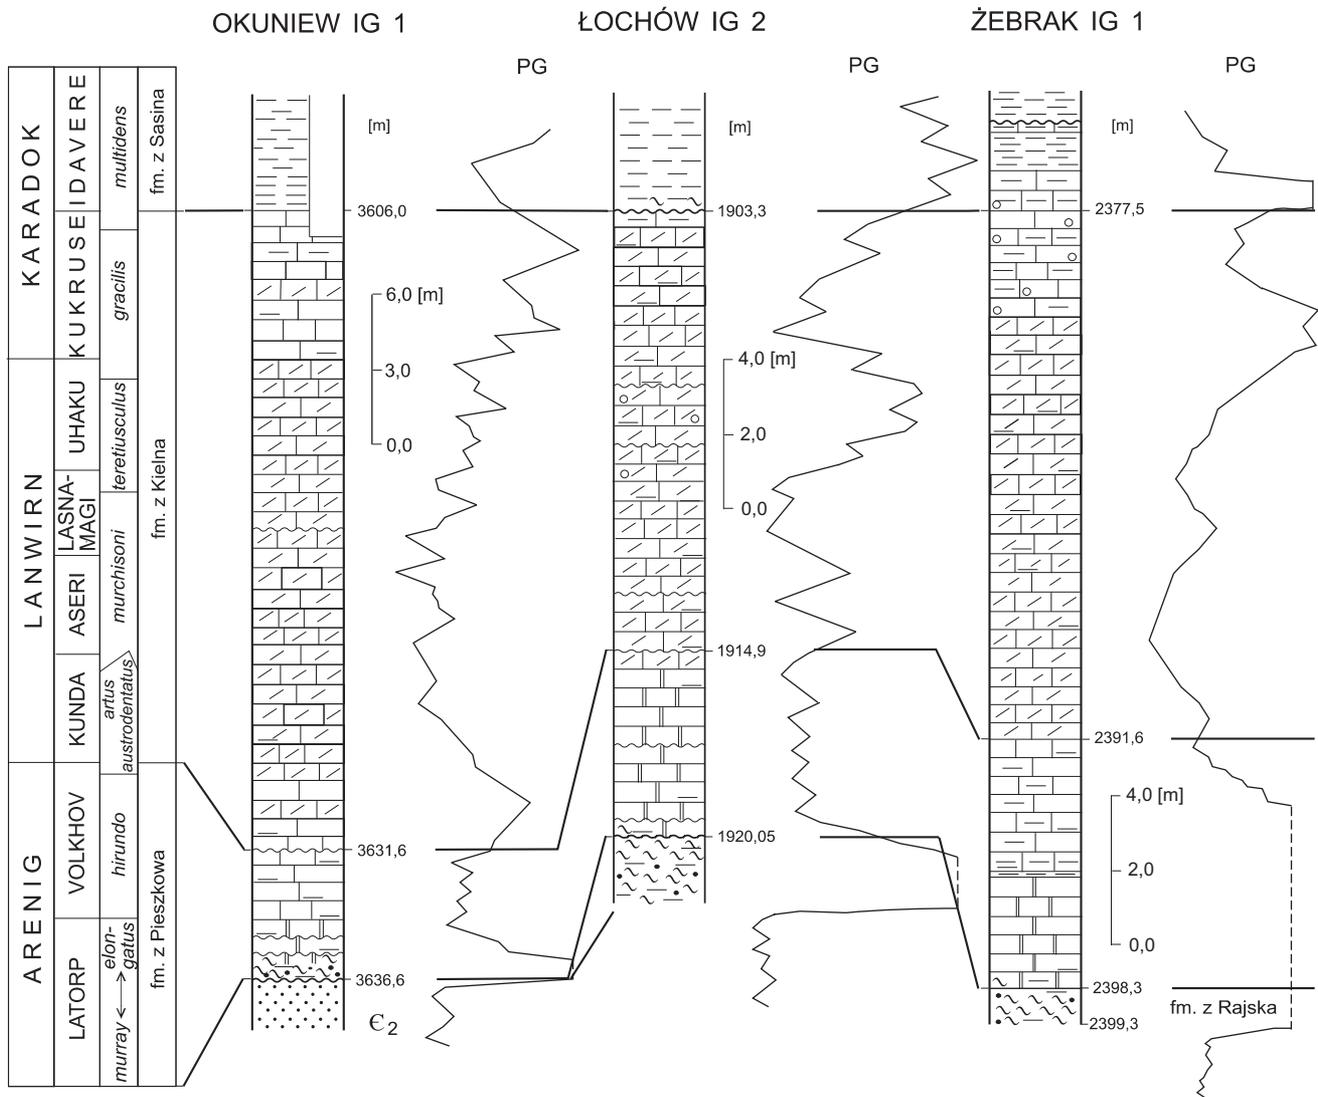 OKUNIEW IG 1
ŁOCHÓW IG 2
ŻEBRAK IG 1
PG
PG
PG
[m]
[m]
[m]
KARADOK
LANWIRN
ARENIG
IDAVERE
KUKRUSE
UHAKU
LASNA-
MAGI
ASERI
KUNDA
VOLKHOV
LATORP
multidens
gracilis
teretiusculus
murchisoni
artus
austrodentatus
hirundo
elon-
gatus
murray
fm. z Sasina
fm. z Kielna
fm. z Pieszkowa
3606,0
6,0 [m]
3,0
0,0
3631,6
3636,6
Є2
1903,3
4,0 [m]
2,0
0,0
1914,9
1920,05
2377,5
2391,6
4,0 [m]
2,0
0,0
2398,3
fm. z Rajska
2399,3